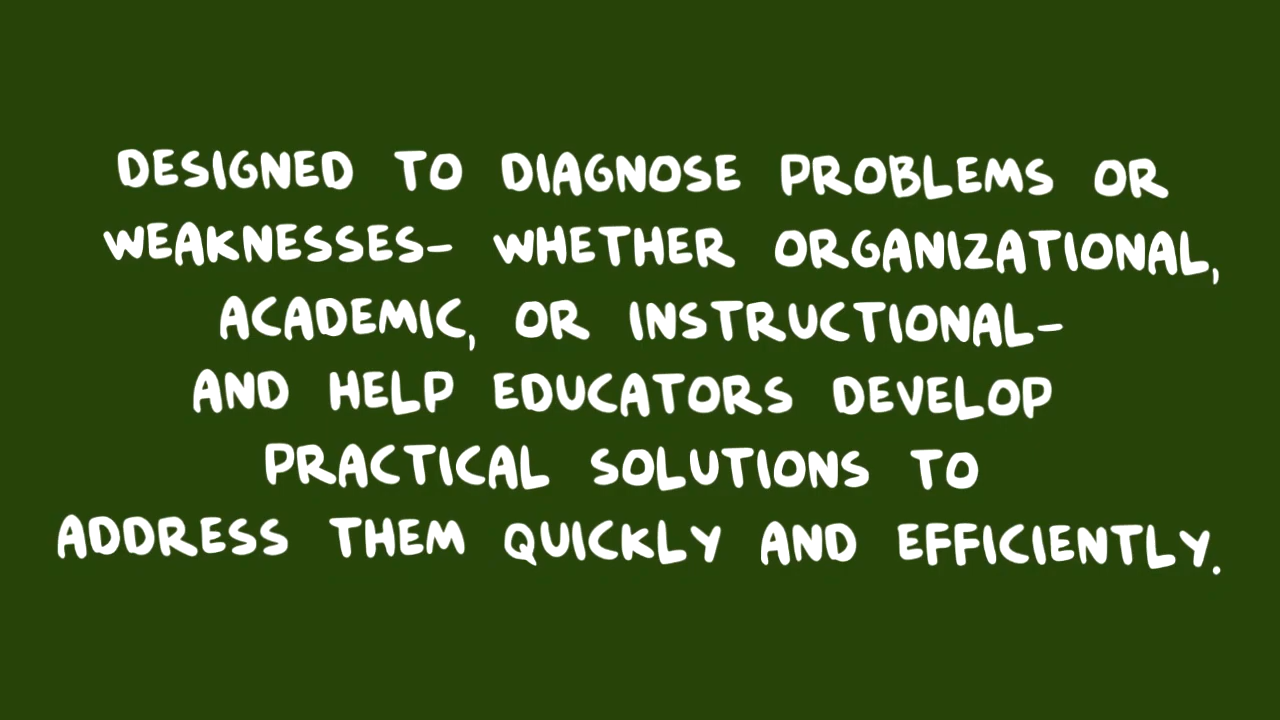 DESIGNED TO DIAGNOSE PROBLEMS OR
WEAKNESSES- WHETHER ORGANIZATIONAL,
ACADEMIC, OR INSTRUCTIONAL-
AND HELP EDUCATORS DEVELOP
PRACTICAL SOLUTIONS TO
ADDRESS THEM QUICKLY AND EFFICIENTLY.